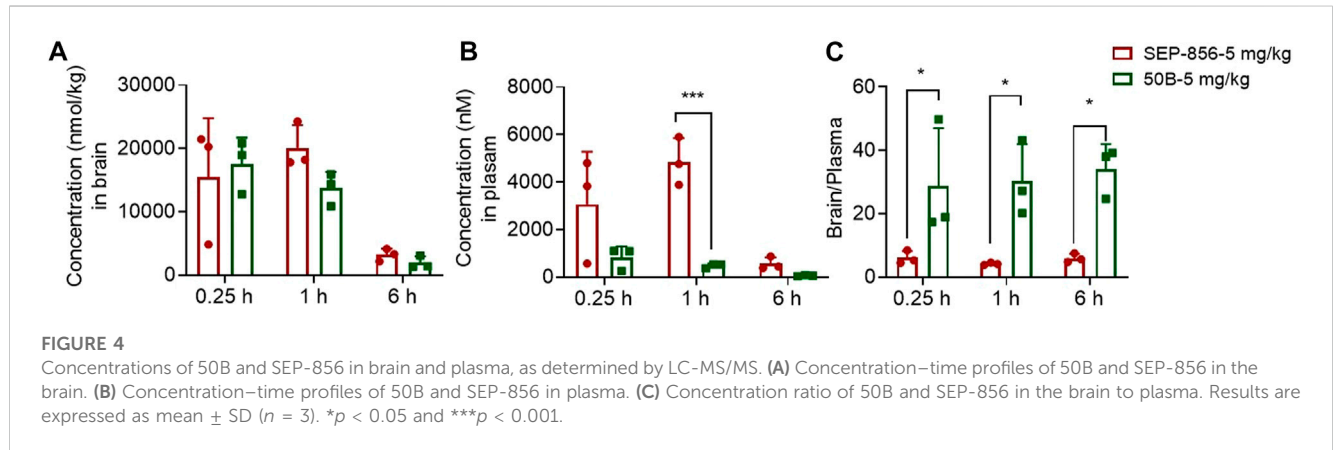 A
Concentration (nmol/kg)
in brain
30000
20000
10000
0
0.25 h 1 h 6 h
B
Concentration (nM)
in plasam
8000
6000
4000
2000
0
***
0.25 h 1 h 6 h
C
Brain/Plasma
60
40
20
0
* * *
0.25 h 1 h 6 h
SEP-856-5 mg/kg
50B-5 mg/kg
FIGURE 4
Concentrations of 50B and SEP-856 in brain and plasma, as determined by LC-MS/MS. (A) Concentration–time profiles of 50B and SEP-856 in the
brain. (B) Concentration–time profiles of 50B and SEP-856 in plasma. (C) Concentration ratio of 50B and SEP-856 in the brain to plasma. Results are
expressed as mean ± SD (n = 3). *p < 0.05 and ***p < 0.001.